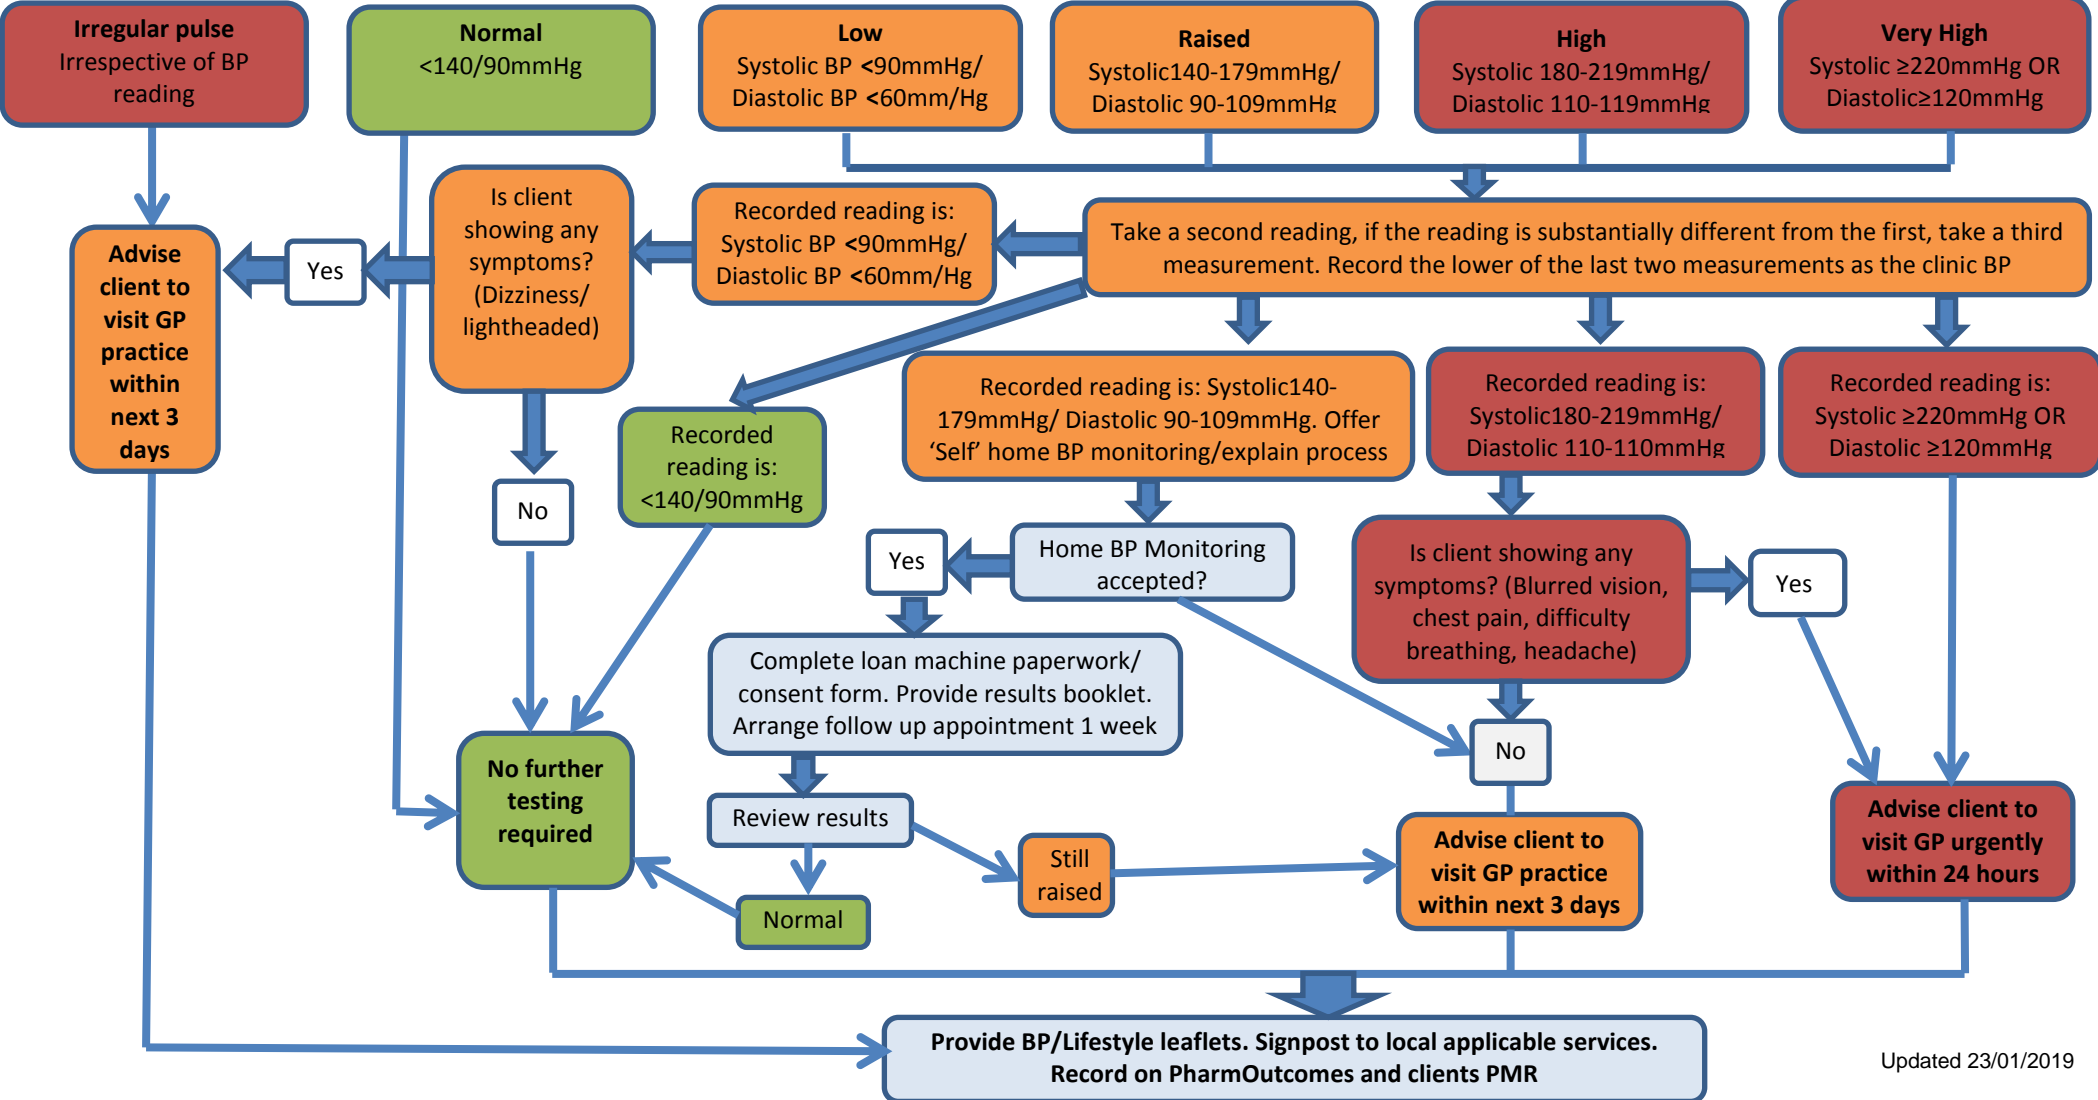 Irregular pulse
Irrespective of BP
reading
Normal
<140/90mmHg
Low
Systolic BP <90mmHg/
Diastolic BP <60mm/Hg
Raised
Systolic140-179mmHg/
Diastolic 90-109mmHg
High
Systolic 180-219mmHg/
Diastolic 110-119mmHg
Very High
Systolic ≥220mmHg OR
Diastolic≥120mmHg
Advise
client to
visit GP
practice
within
next 3
days
Yes
Is client
showing any
symptoms?
(Dizziness/
lightheaded)
Recorded reading is:
Systolic BP <90mmHg/
Diastolic BP <60mm/Hg
Take a second reading, if the reading is substantially different from the first, take a third
measurement. Record the lower of the last two measurements as the clinic BP
No
Recorded
reading is:
<140/90mmHg
Recorded reading is: Systolic140-
179mmHg/ Diastolic 90-109mmHg. Offer
‘Self’ home BP monitoring/explain process
Recorded reading is:
Systolic180-219mmHg/
Diastolic 110-110mmHg
Recorded reading is:
Systolic ≥220mmHg OR
Diastolic ≥120mmHg
Yes
Home BP Monitoring
accepted?
Is client showing any
symptoms? (Blurred vision,
chest pain, difficulty
breathing, headache)
Yes
Complete loan machine paperwork/
consent form. Provide results booklet.
Arrange follow up appointment 1 week
No
No further
testing
required
Review results
Still
raised
Normal
Advise client to
visit GP practice
within next 3 days
Advise client to
visit GP urgently
within 24 hours
Provide BP/Lifestyle leaflets. Signpost to local applicable services.
Record on PharmOutcomes and clients PMR
Updated 23/01/2019